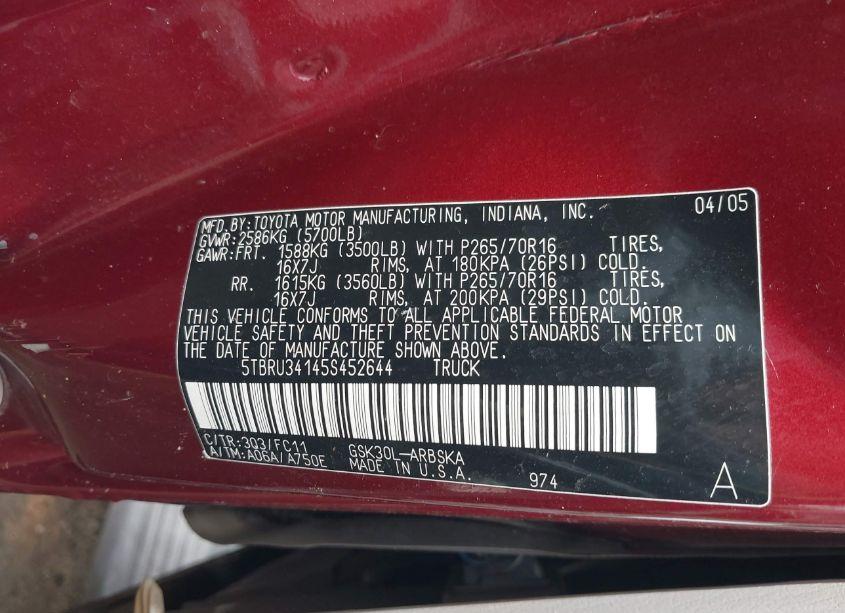 MFD. BY: TOYOTA MOTOR MANUFACTURING, INDIANA, INC. 04/05
GVWR: 2586KG (5700LB)
GAWR: FRT. 1588KG (3500LB) WITH P265/70R16 TIRES,
16X7J RIMS, AT 180KPA (26PSI) COLD.
RR. 1615KG (3560LB) WITH P265/70R16 TIRES,
16X7J RIMS, AT 200KPA (29PSI) COLD.
THIS VEHICLE CONFORMS TO ALL APPLICABLE FEDERAL MOTOR
VEHICLE SAFETY AND THEFT PREVENTION STANDARDS IN EFFECT ON
THE DATE OF MANUFACTURE SHOWN ABOVE.
5TBRU34145S452644 TRUCK
C/TR: 3Q3/FC11 GSK30L-ARBSKA
A/TM: A06A/A750E MADE IN U.S.A. 974 A